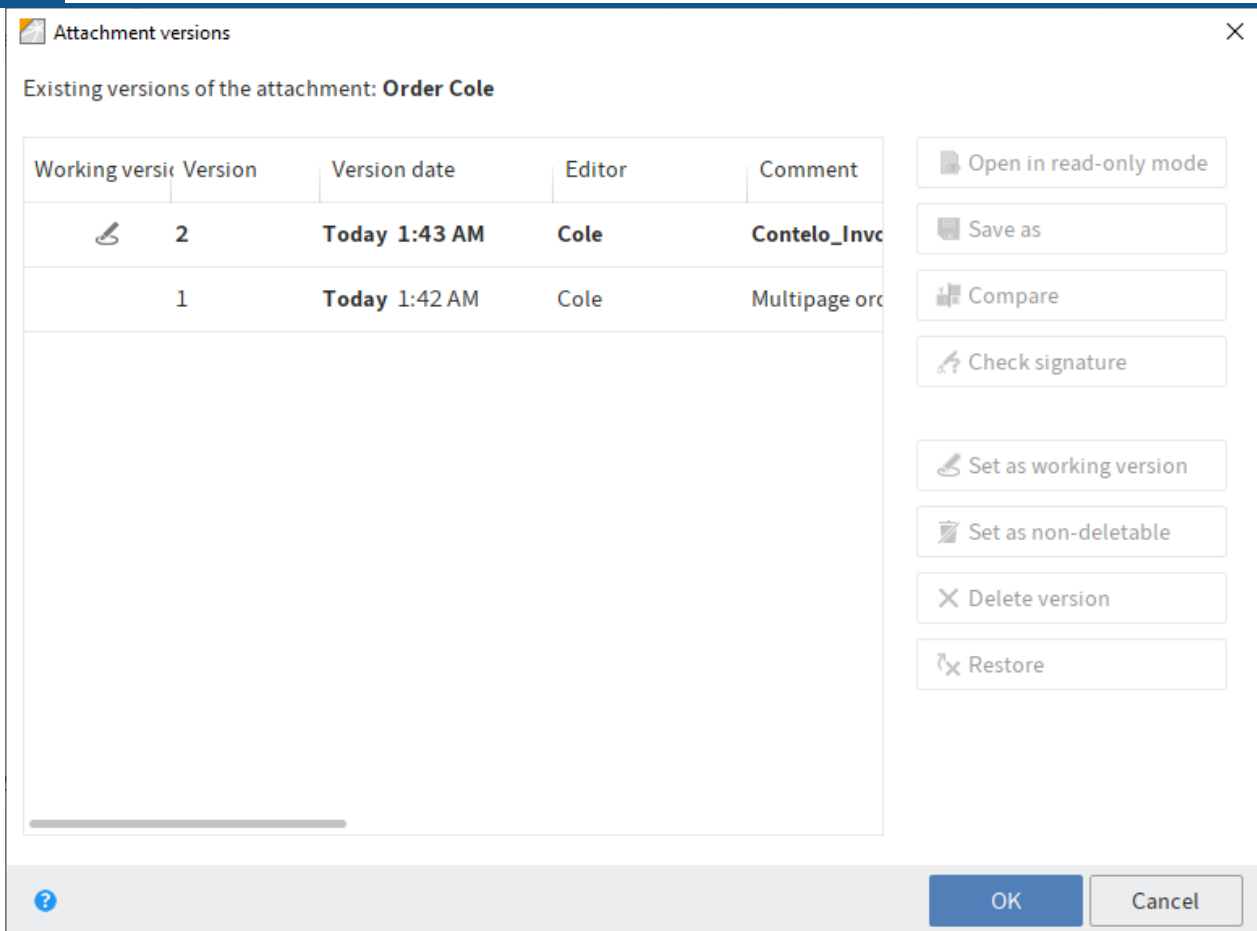 Attachment versions
Existing versions of the attachment: Order Cole
Working versi Version Version date Editor Comment
2 Today 1:43 AM Cole Contelo_Invo
1 Today 1:42 AM Cole Multipage ord
Open in read-only mode
Save as
Compare
Check signature
Set as working version
Set as non-deletable
Delete version
Restore
? OK Cancel